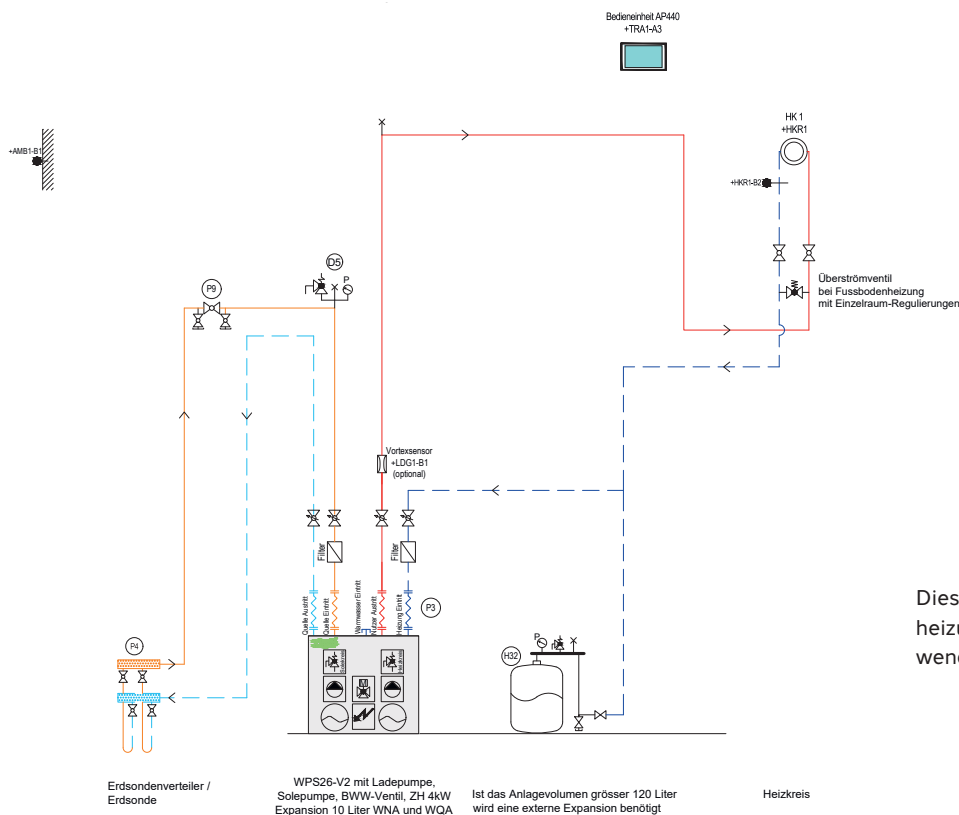 Bedieneinheit AP440
+TRA1-A3
HK 1
+HKR1
+AMB1-B1
+HKR1-B2
D5
P
P9
Überströmventil
bei Fussbodenheizung
mit Einzelraum-Regulierungen
Vortexsensor
+LDG1-B1
(optional)
Filter
Filter
Quelle Austritt
Quelle Eintritt
Warmwasser Eintritt
Nutzer Austritt
Heizung Eintritt
P3
Dies
heizu
wend
P4
P
H32
Solekreis
Heizkreis
M
Erdsondenverteiler /
Erdsonde
WPS26-V2 mit Ladepumpe,
Solepumpe, BWW-Ventil, ZH 4kW
Expansion 10 Liter WNA und WQA
Ist das Anlagevolumen grösser 120 Liter
wird eine externe Expansion benötigt
Heizkreis